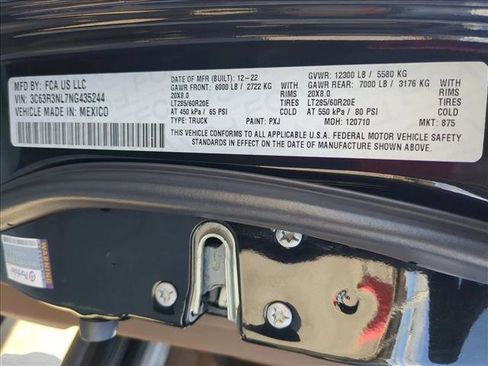 MFD BY: FCA US LLC
VIN: 3C63R3NL7NG435244
VEHICLE MADE IN: MEXICO
DATE OF MFR (BUILT): 12-22
GAWR FRONT: 6000 LB / 2722 KG
WITH RIMS
20X8.0
TIRES
LT285/60R20E
COLD
AT 450 kPa / 65 PSI
TYPE: TRUCK
PAINT: PXJ
GVWR: 12300 LB / 5580 KG
GAWR REAR: 7000 LB / 3176 KG
WITH RIMS
20X8.0
TIRES
LT285/60R20E
COLD
AT 550 kPa / 80 PSI
MDH: 120710
MKT: 875
THIS VEHICLE CONFORMS TO ALL APPLICABLE U.S.A. FEDERAL MOTOR VEHICLE SAFETY
STANDARDS IN EFFECT ON THE DATE OF MANUFACTURE SHOWN ABOVE.
WARNING